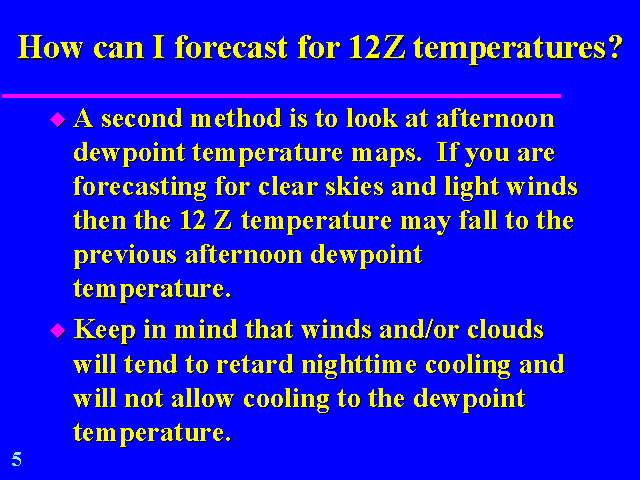 How can I forecast for 12Z temperatures?
A second method is to look at afternoon
dewpoint temperature maps.  If you are
forecasting for clear skies and light winds
then the 12 Z temperature may fall to the
previous afternoon dewpoint
temperature.
Keep in mind that winds and/or clouds
will tend to retard nighttime cooling and
will not allow cooling to the dewpoint
temperature.
5